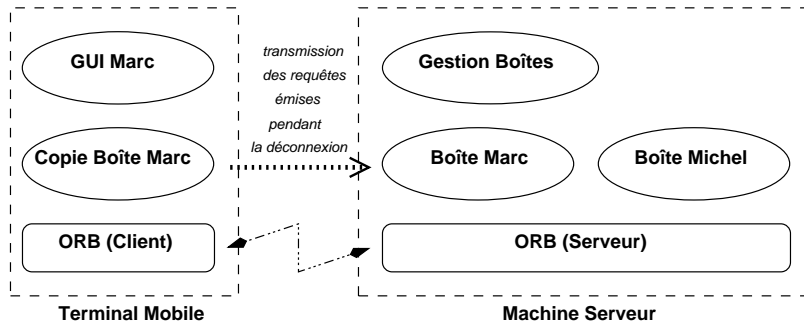 GUI Marc
transmission
des requêtes
émises
pendant
la déconnexion
Gestion Boîtes
Copie Boîte Marc
Boîte Marc
Boîte Michel
ORB (Client)
ORB (Serveur)
Terminal Mobile
Machine Serveur